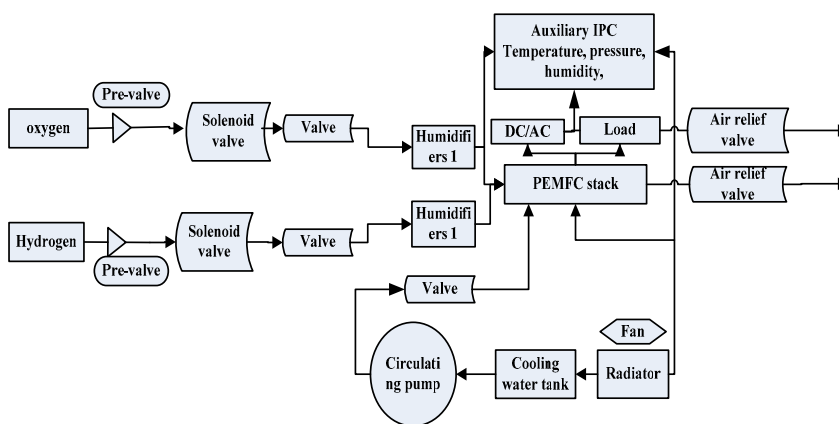 Auxiliary IPC
Temperature, pressure,
humidity,
Pre-valve
oxygen
Solenoid
valve
Valve
Humidifi
ers 1
DC/AC
Load
Air relief
valve
PEMFC stack
Air relief
valve
Hydrogen
Pre-valve
Solenoid
valve
Valve
Humidifi
ers 1
Valve
Fan
Circulati
ng pump
Cooling
water tank
Radiator